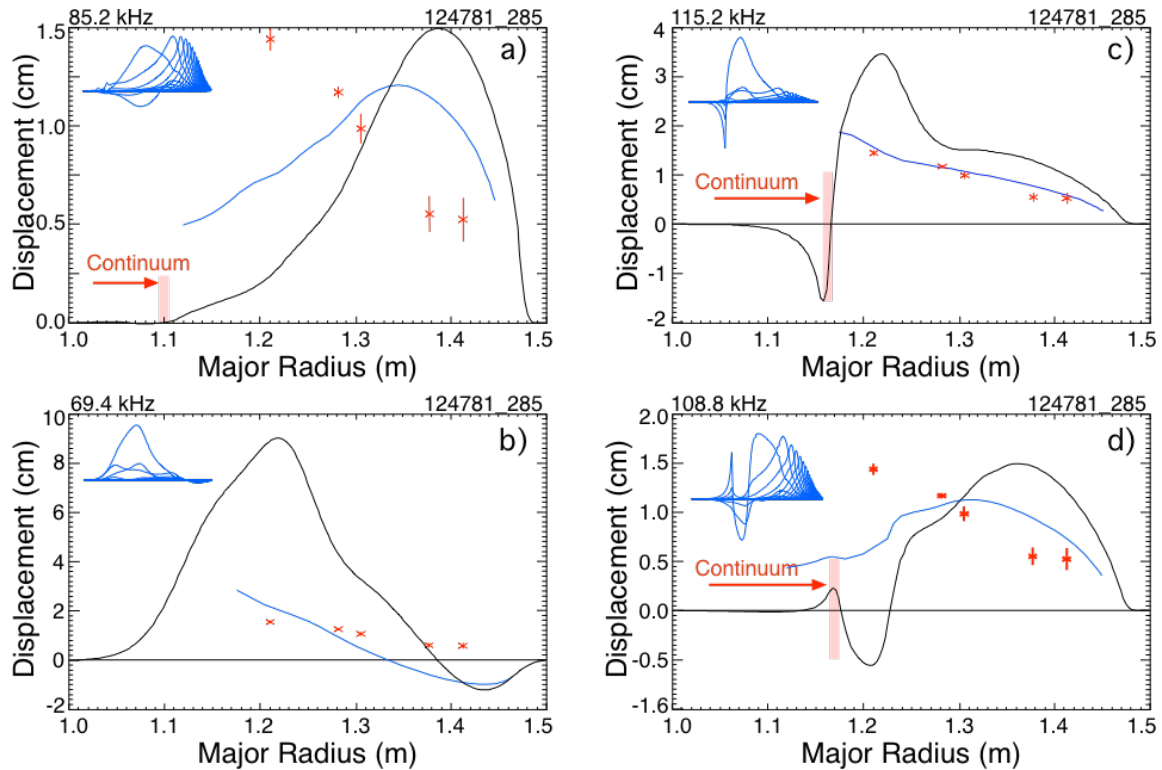 85.2 kHz 124781_285
a)
Displacement (cm)
1.5
1.0
0.5
0.0
Continuum
1.0 1.1 1.2 1.3 1.4 1.5
Major Radius (m)
115.2 kHz 124781_285
c)
Displacement (cm)
4
3
2
1
0
-1
-2
Continuum
1.0 1.1 1.2 1.3 1.4 1.5
Major Radius (m)
69.4 kHz 124781_285
b)
Displacement (cm)
10
8
6
4
2
0
-2
1.0 1.1 1.2 1.3 1.4 1.5
Major Radius (m)
108.8 kHz 124781_285
d)
Displacement (cm)
2.0
1.5
1.0
0.5
0.0
-0.5
-1.6
Continuum
1.0 1.1 1.2 1.3 1.4 1.5
Major Radius (m)